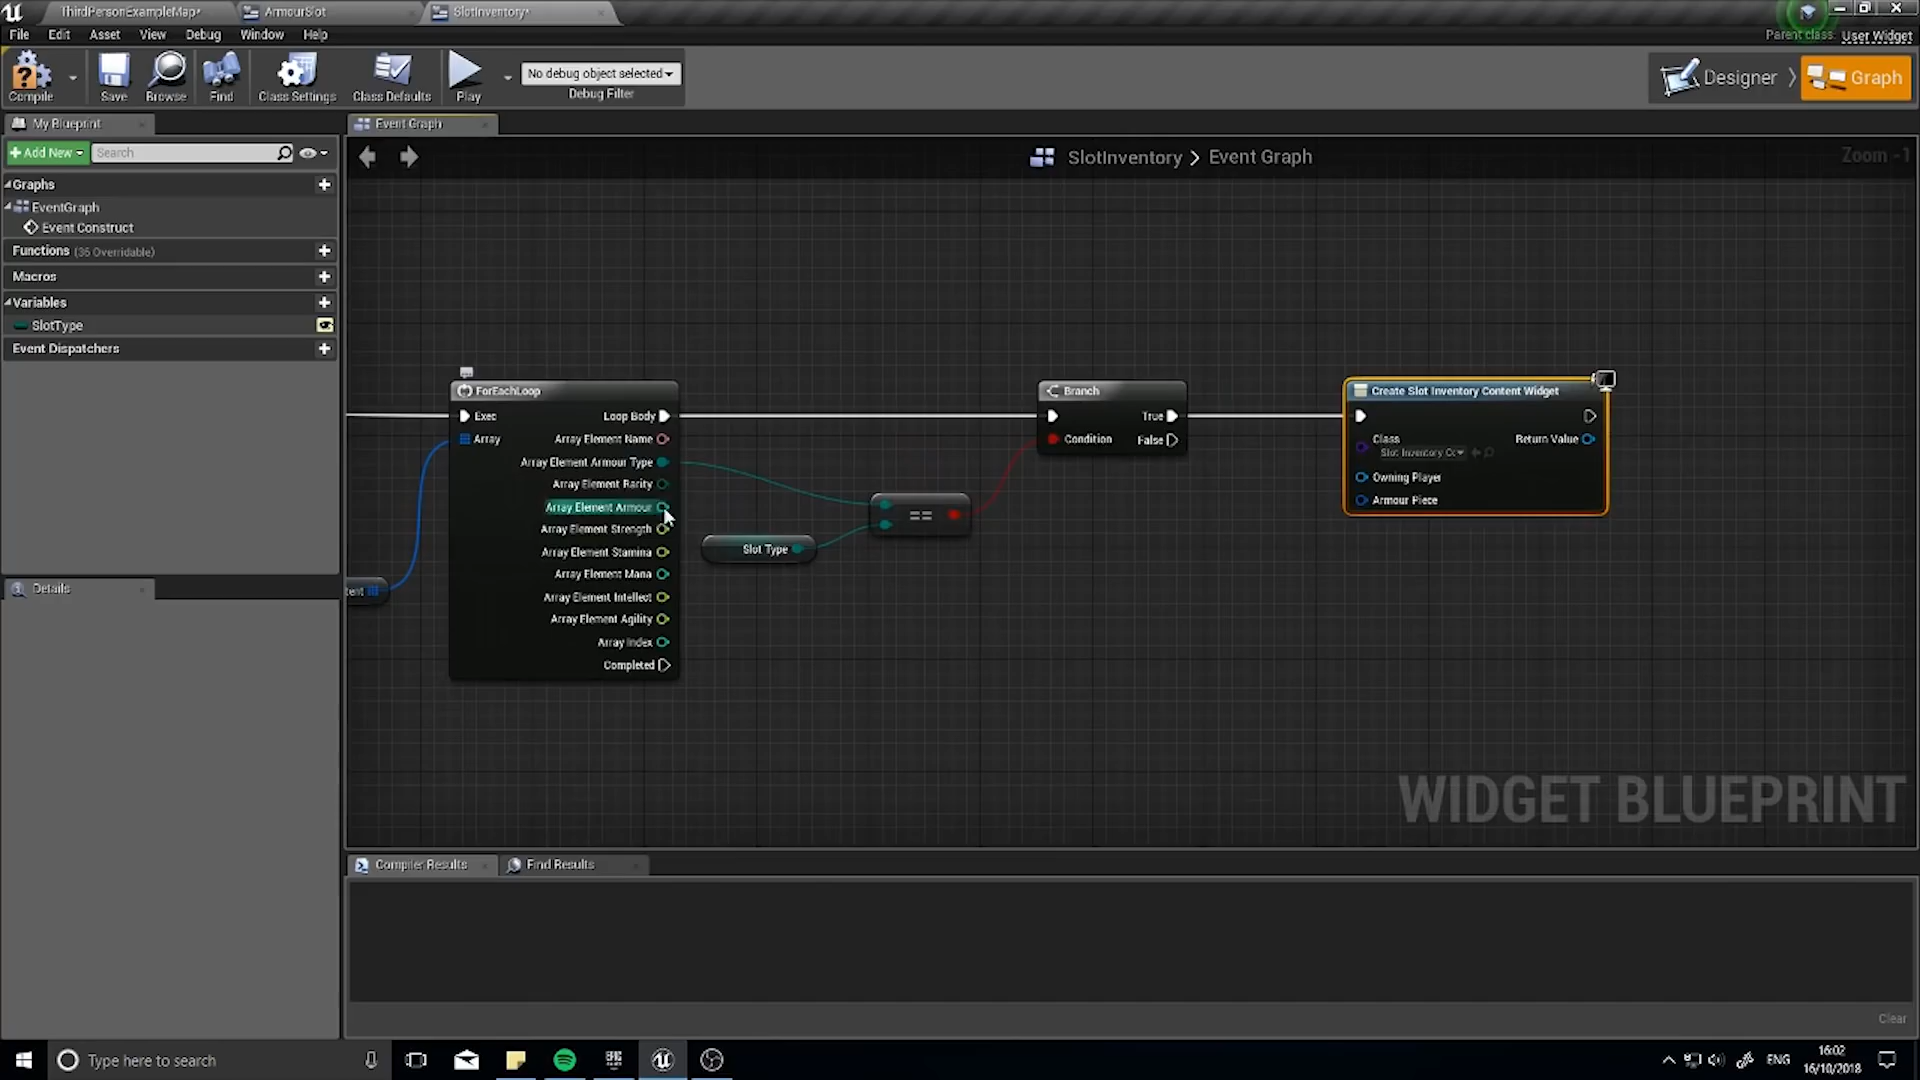 ThirdPersonExampleMap*
ArmourSlot
SlotInventory*
File Edit Asset View Debug Window Help
Parent class: User Widget
Compile
Save
Browse
Find
Class Settings
Class Defaults
Play
No debug object selected
Debug Filter
Designer
Graph
My Blueprint
Event Graph
+Add New
Search
SlotInventory > Event Graph
Zoom -1
Graphs
EventGraph
Event Construct
Functions (36 Overridable)
Macros
Variables
SlotType
Event Dispatchers
Details
ForEachLoop
Exec
Loop Body
Array
Array Element Name
Array Element Armour Type
Array Element Rarity
Array Element Armour
Array Element Strength
Array Element Stamina
Array Element Mana
Array Element Intellect
Array Element Agility
Array Index
Completed
Slot Type
==
Branch
True
Condition
False
Create Slot Inventory Content Widget
Class
Return Value
Slot Inventory Co
Owning Player
Armour Piece
WIDGET BLUEPRINT
Compiler Results
Find Results
Clear
Type here to search
ENG
16:02
16/10/2018